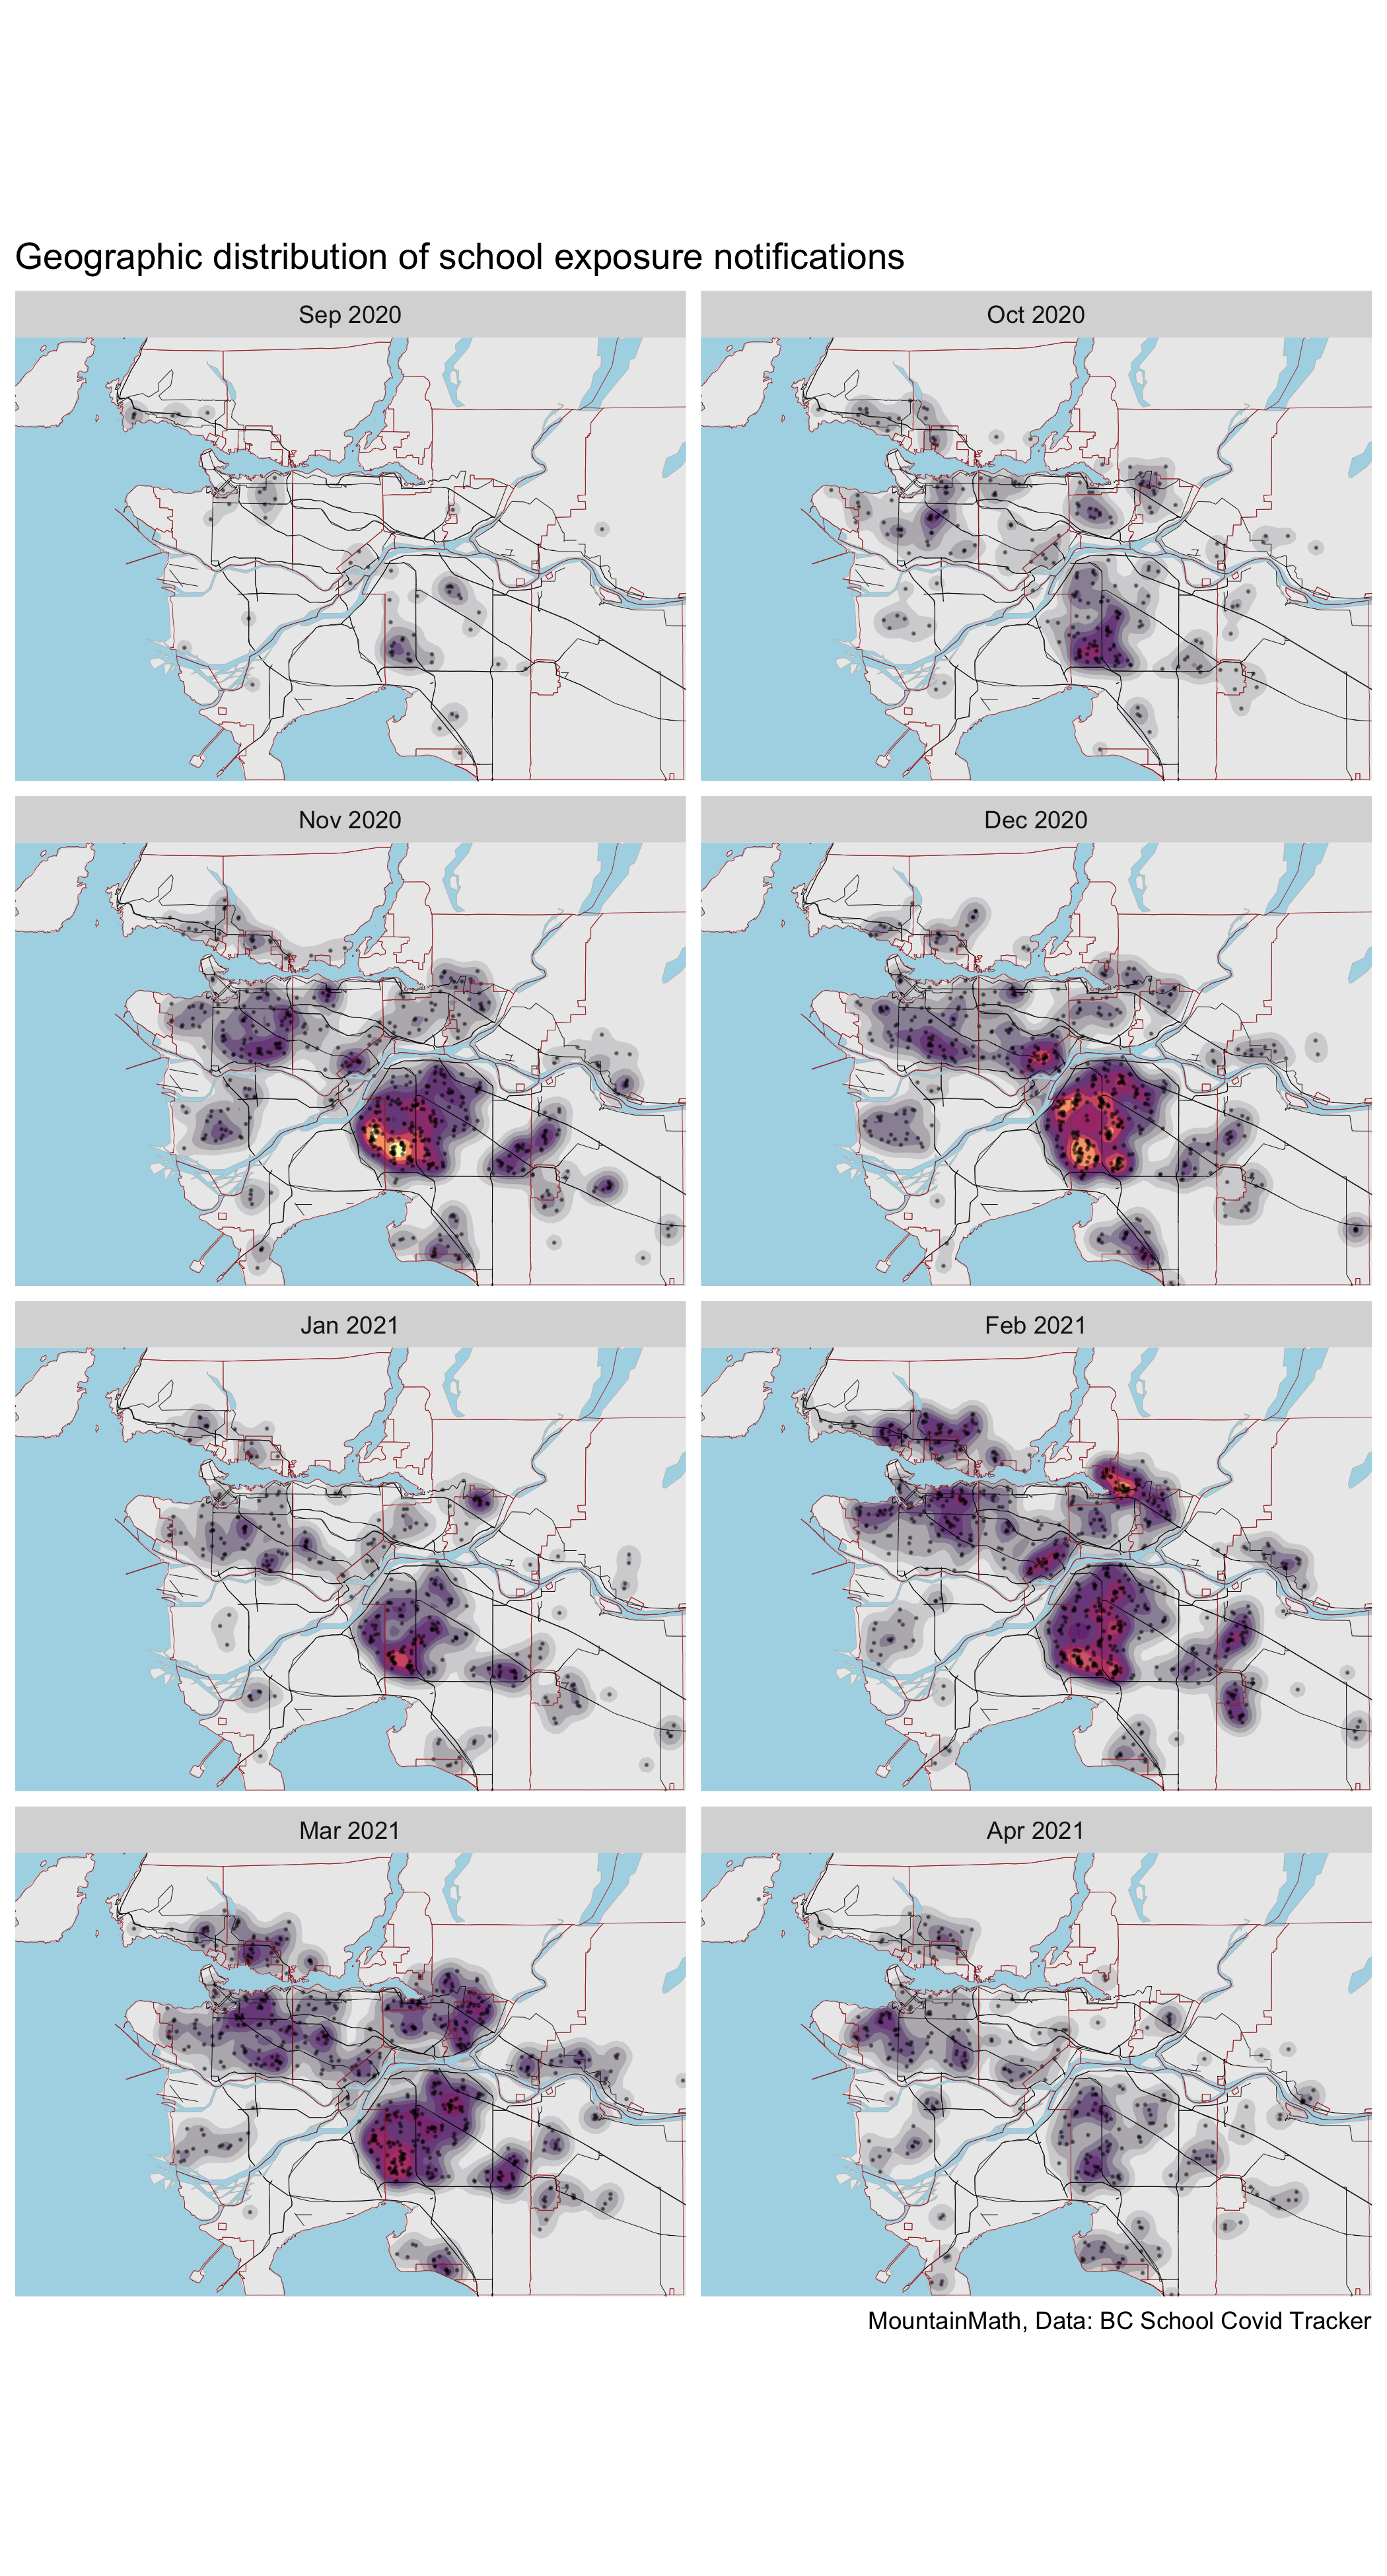 Geographic distribution of school exposure notifications
Sep 2020
Oct 2020
Nov 2020
Dec 2020
Jan 2021
Feb 2021
Mar 2021
Apr 2021
MountainMath, Data: BC School Covid Tracker